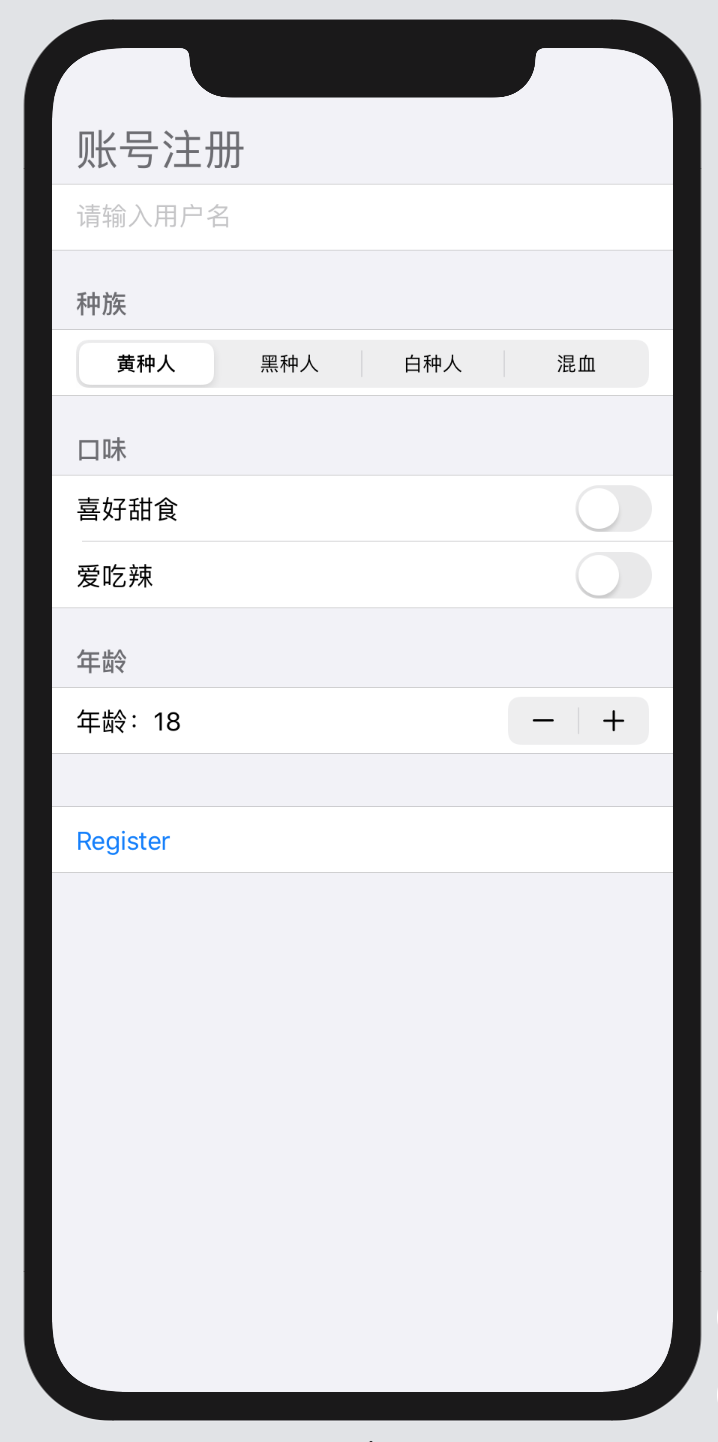 账号注册
请输入用户名
种族
黄种人 黑种人 白种人 混血
口味
喜好甜食
爱吃辣
年龄
年龄：18 − +
Register